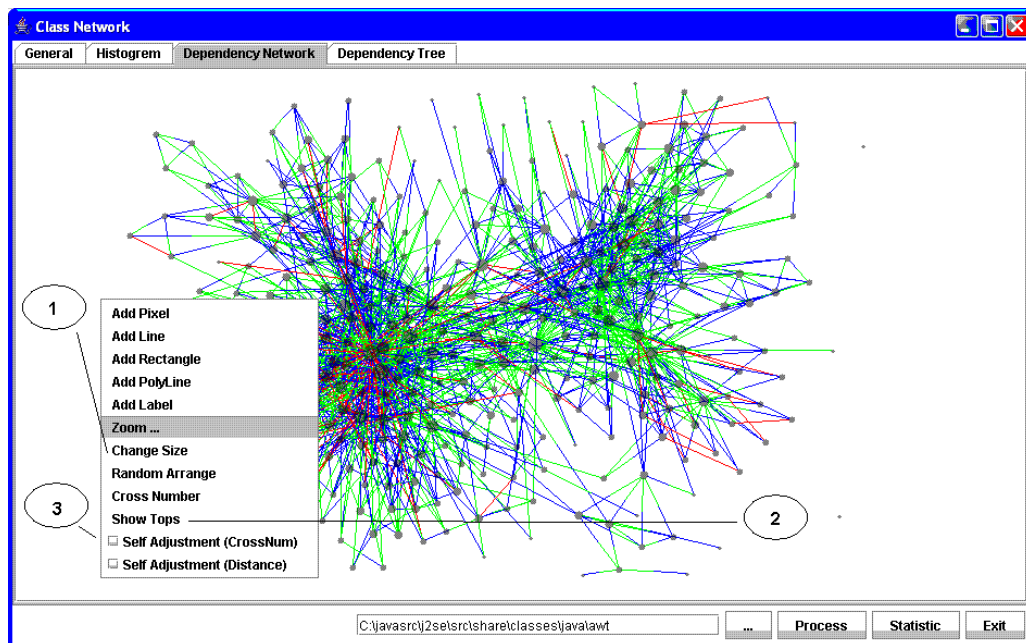 Class Network
General Histogrem Dependency Network Dependency Tree
1
Add Pixel
Add Line
Add Rectangle
Add PolyLine
Add Label
Zoom ...
Change Size
Random Arrange
Cross Number
3
Show Tops
2
Self Adjustment (CrossNum)
Self Adjustment (Distance)
C:\javasrc\j2se\src\share\classes\java\awt ... Process Statistic Exit